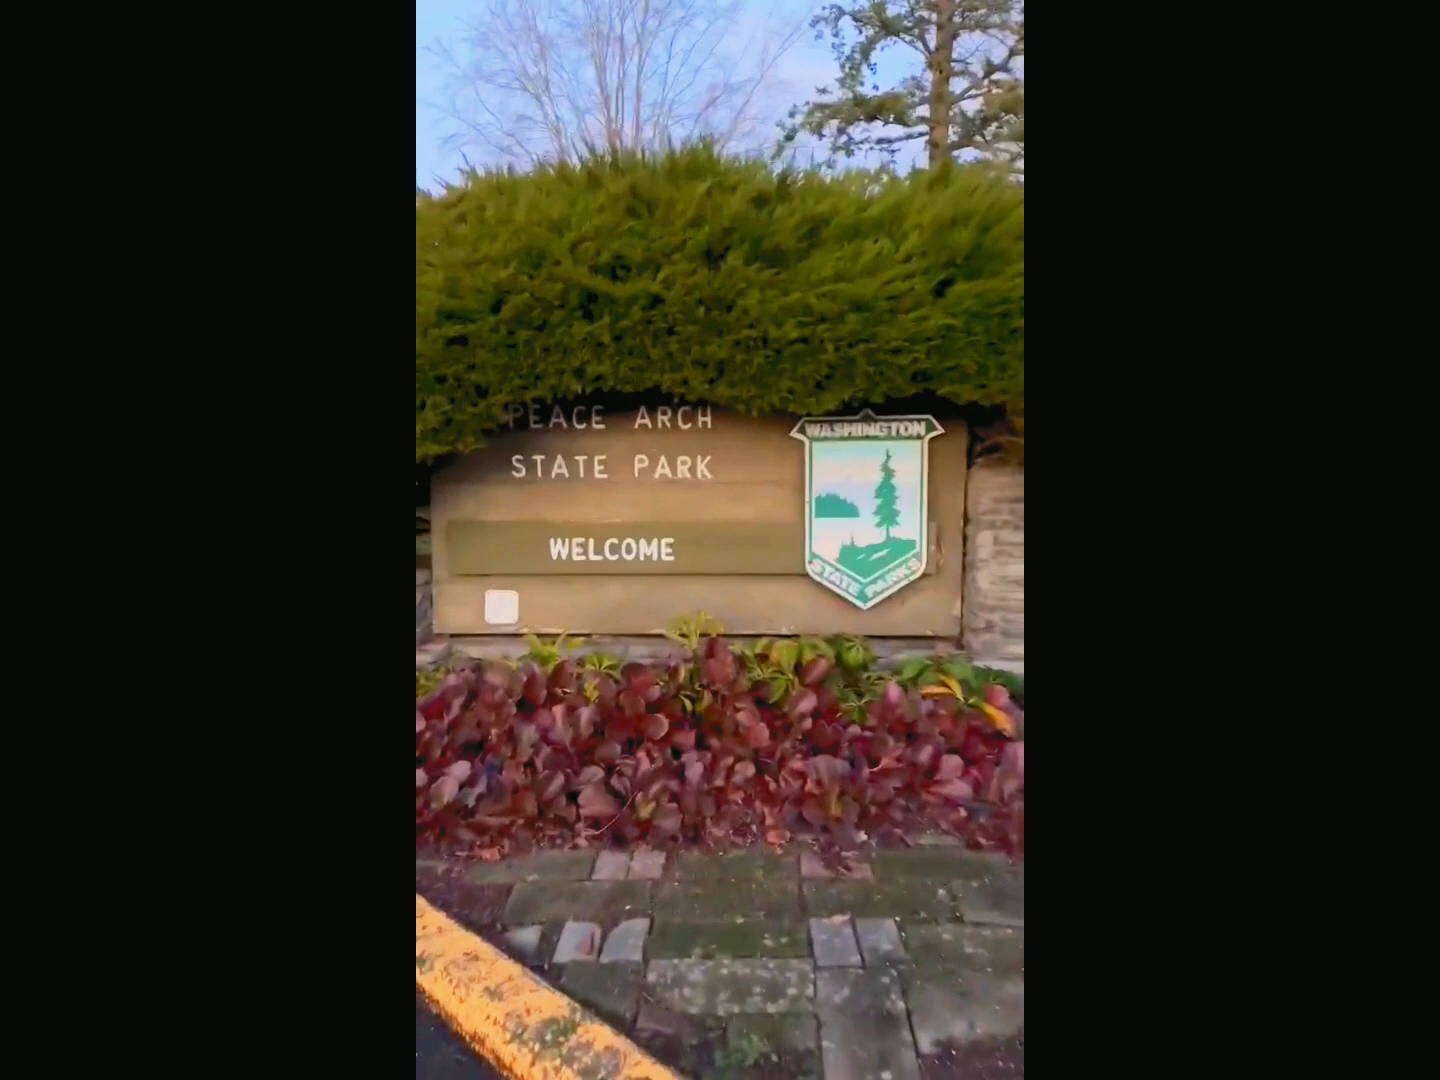 PEACE ARCH
STATE PARK
WELCOME
WASHINGTON
STATE PARKS